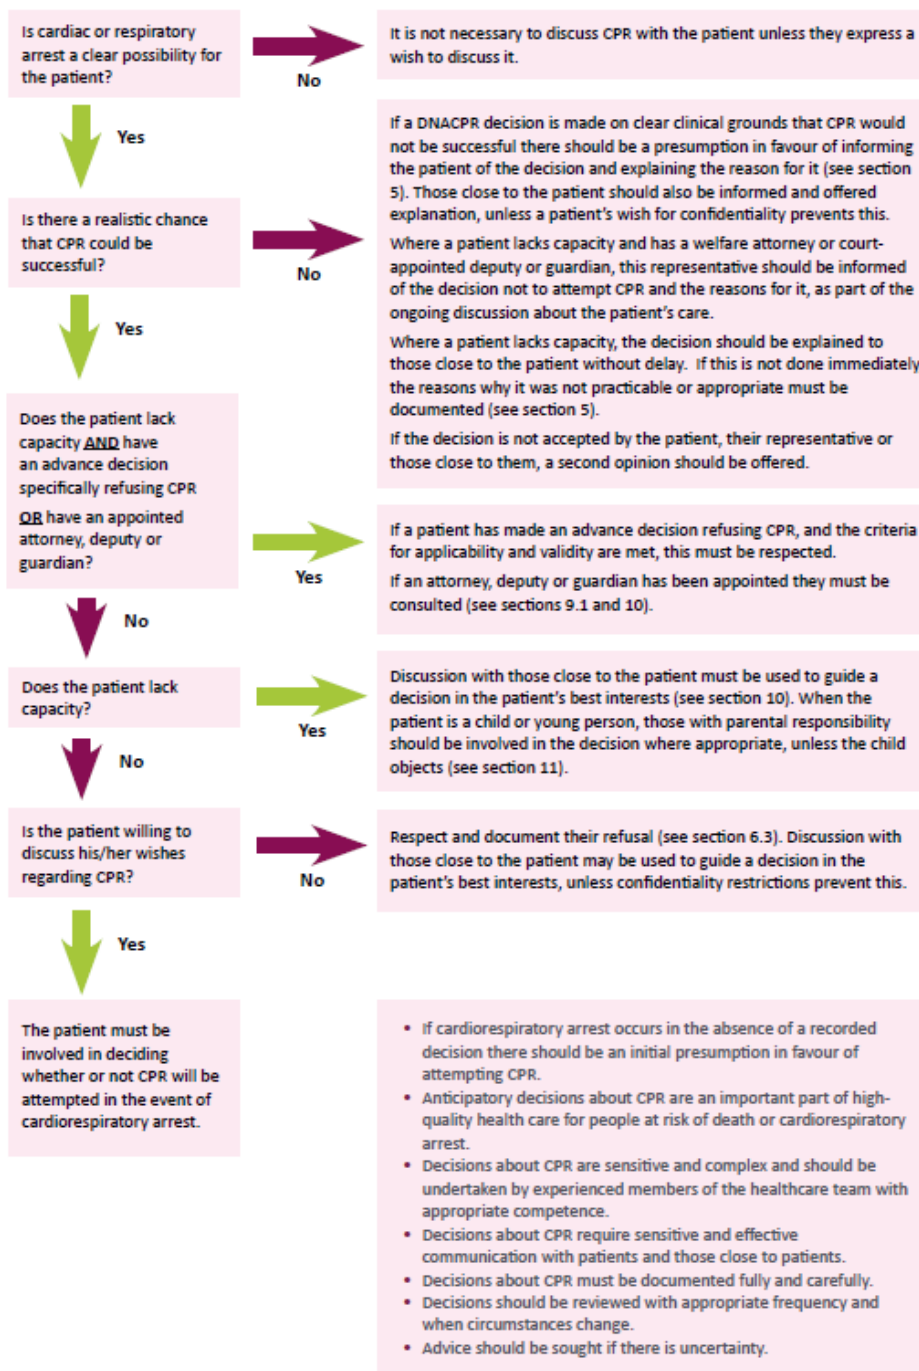 Is cardiac or respiratory
arrest a clear possibility for
the patient?
No
It is not necessary to discuss CPR with the patient unless they express a
wish to discuss it.
Yes
Is there a realistic chance
that CPR could be
successful?
No
If a DNACPR decision is made on clear clinical grounds that CPR would
not be successful there should be a presumption in favour of informing
the patient of the decision and explaining the reason for it (see section
5). Those close to the patient should also be informed and offered
explanation, unless a patient's wish for confidentiality prevents this.
Where a patient lacks capacity and has a welfare attorney or court-
appointed deputy or guardian, this representative should be informed
of the decision not to attempt CPR and the reasons for it, as part of the
ongoing discussion about the patient's care.
Where a patient lacks capacity, the decision should be explained to
those close to the patient without delay. If this is not done immediately
the reasons why it was not practicable or appropriate must be
documented (see section 5).
If the decision is not accepted by the patient, their representative or
those close to them, a second opinion should be offered.
Yes
Does the patient lack
capacity AND have
an advance decision
specifically refusing CPR
OR have an appointed
attorney, deputy or
guardian?
Yes
If a patient has made an advance decision refusing CPR, and the criteria
for applicability and validity are met, this must be respected.
If an attorney, deputy or guardian has been appointed they must be
consulted (see sections 9.1 and 10).
No
Does the patient lack
capacity?
Yes
Discussion with those close to the patient must be used to guide a
decision in the patient's best interests (see section 10). When the
patient is a child or young person, those with parental responsibility
should be involved in the decision where appropriate, unless the child
objects (see section 11).
No
Is the patient willing to
discuss his/her wishes
regarding CPR?
No
Respect and document their refusal (see section 6.3). Discussion with
those close to the patient may be used to guide a decision in the
patient's best interests, unless confidentiality restrictions prevent this.
Yes
The patient must be
involved in deciding
whether or not CPR will be
attempted in the event of
cardiorespiratory arrest.
• If cardiorespiratory arrest occurs in the absence of a recorded
decision there should be an initial presumption in favour of
attempting CPR.
• Anticipatory decisions about CPR are an important part of high-
quality health care for people at risk of death or cardiorespiratory
arrest.
• Decisions about CPR are sensitive and complex and should be
undertaken by experienced members of the healthcare team with
appropriate competence.
• Decisions about CPR require sensitive and effective
communication with patients and those close to patients.
• Decisions about CPR must be documented fully and carefully.
• Decisions should be reviewed with appropriate frequency and
when circumstances change.
• Advice should be sought if there is uncertainty.